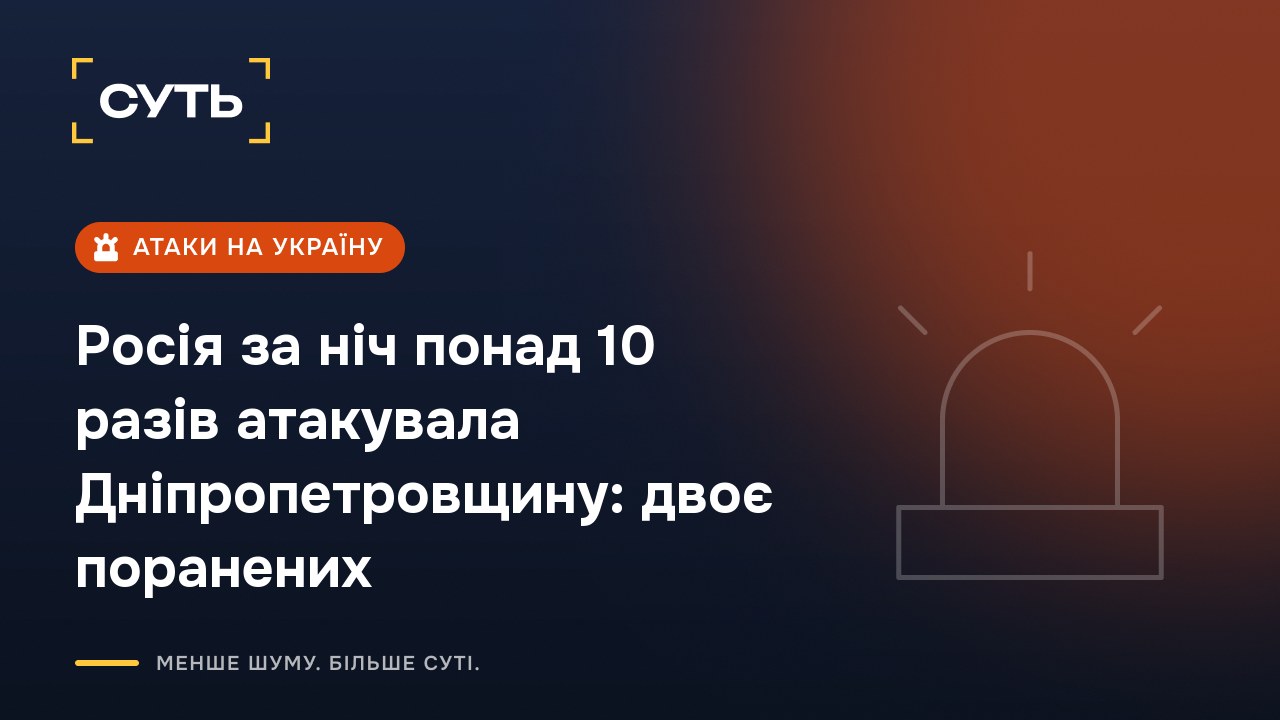 СУТЬ
АТАКИ НА УКРАЇНУ
Росія за ніч понад 10
разів атакувала
Дніпропетровщину: двоє
поранених
МЕНШЕ ШУМУ. БІЛЬШЕ СУТІ.